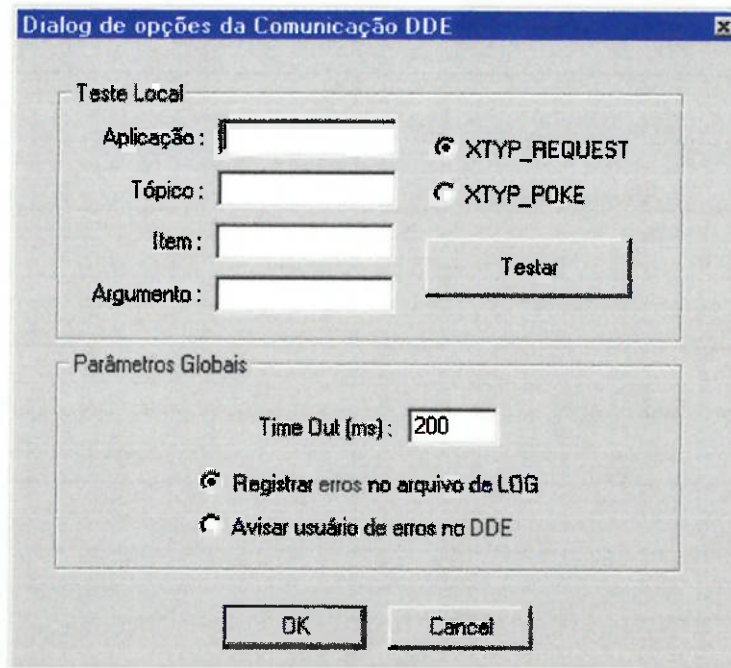 Dialog de opções da Comunicação DDE
Teste Local
Aplicação :
XTYP_REQUEST
Tópico :
XTYP_POKE
Item :
Testar
Argumento :
Parâmetros Globais
Time Out (ms) : 200
Registrar erros no arquivo de LOG
Avisar usuário de erros no DDE
OK
Cancel